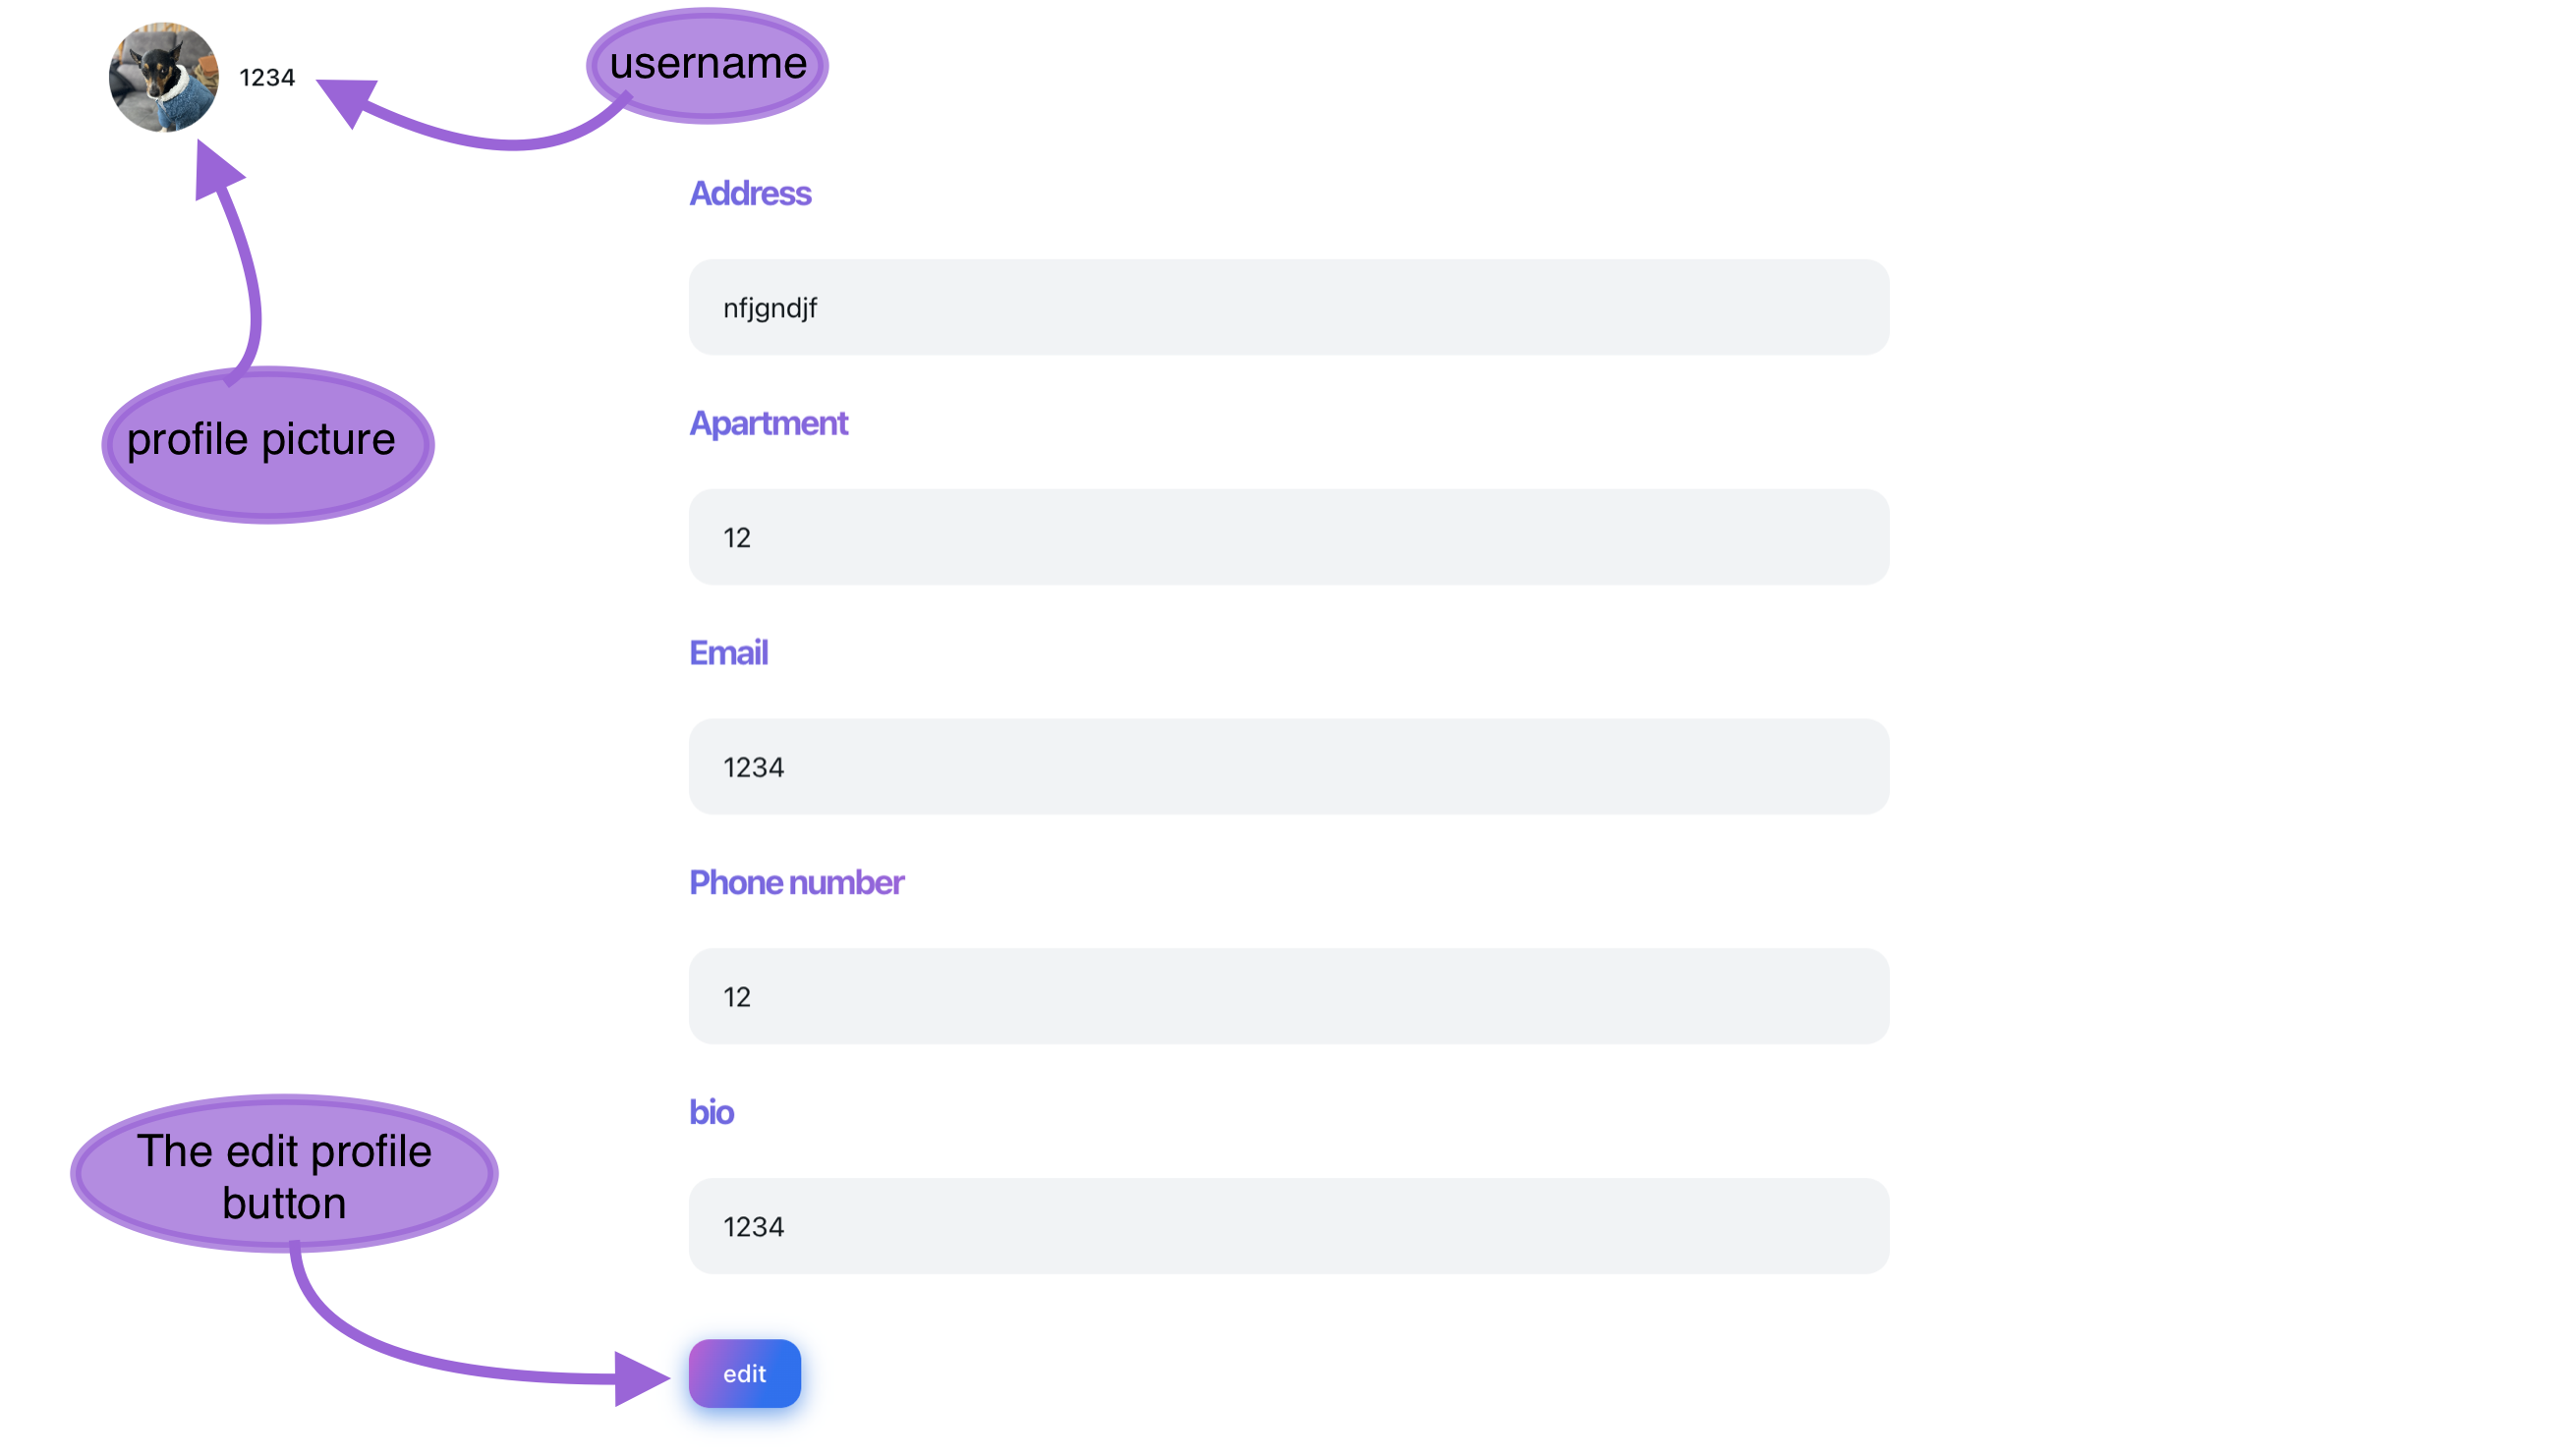 1234
username
profile picture
Address
nfjgndjf
Apartment
12
Email
1234
Phone number
12
bio
1234
The edit profile
button
edit